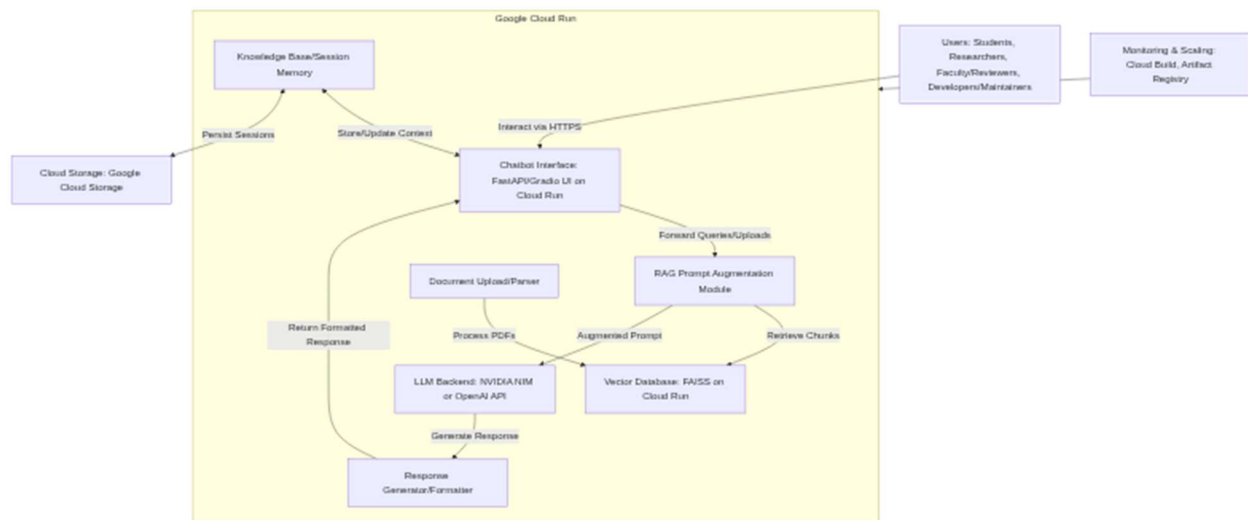 Google Cloud Run
Knowledge Base/Session
Memory
Users: Students,
Researchers,
Faculty/Reviewers,
Developers/Maintainers
Monitoring & Scaling:
Cloud Build, Artifact
Registry
Persist Sessions
Store/Update Context
Interact via HTTPS
Cloud Storage: Google
Cloud Storage
Chatbot Interface:
FastAPI/Gradio UI on
Cloud Run
Forward Queries/Uploads
Document Upload/Parser
RAG Prompt Augmentation
Module
Return Formatted
Response
Process PDFs
Augmented Prompt
Retrieve Chunks
LLM Backend: NVIDIA NIM
or OpenAI API
Vector Database: FAISS on
Cloud Run
Generate Response
Response
Generator/Formatter